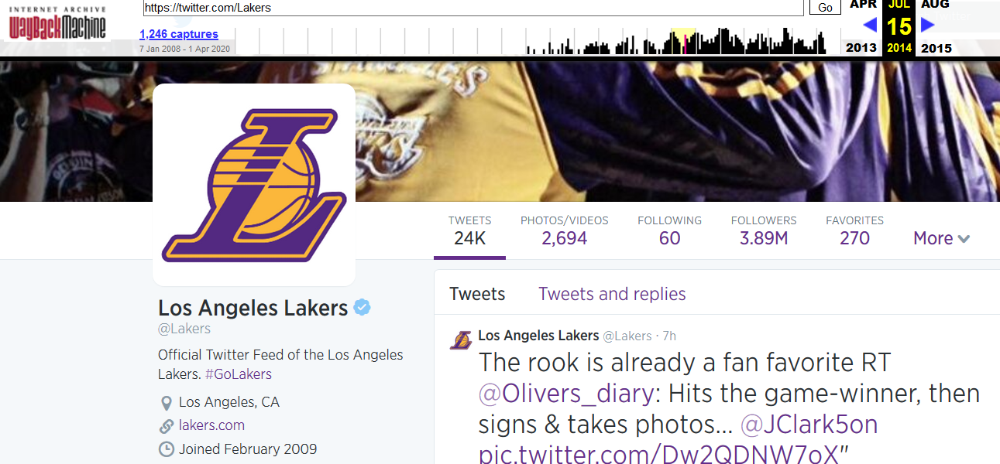 INTERNET ARCHIVE
WayBackMachine
https://twitter.com/Lakers
Go
1,246 captures
7 Jan 2008 - 1 Apr 2020
APR JUL AUG
15
2013 2014 2015
TWEETS PHOTOS/VIDEOS FOLLOWING FOLLOWERS FAVORITES
24K 2,694 60 3.89M 270 More
Los Angeles Lakers
@Lakers
Official Twitter Feed of the Los Angeles
Lakers. #GoLakers
Los Angeles, CA
lakers.com
Joined February 2009
Tweets Tweets and replies
Los Angeles Lakers @Lakers · 7h
The rook is already a fan favorite RT
@Olivers_diary: Hits the game-winner, then
signs & takes photos... @JClark5on
pic.twitter.com/Dw2QDNW7oX"